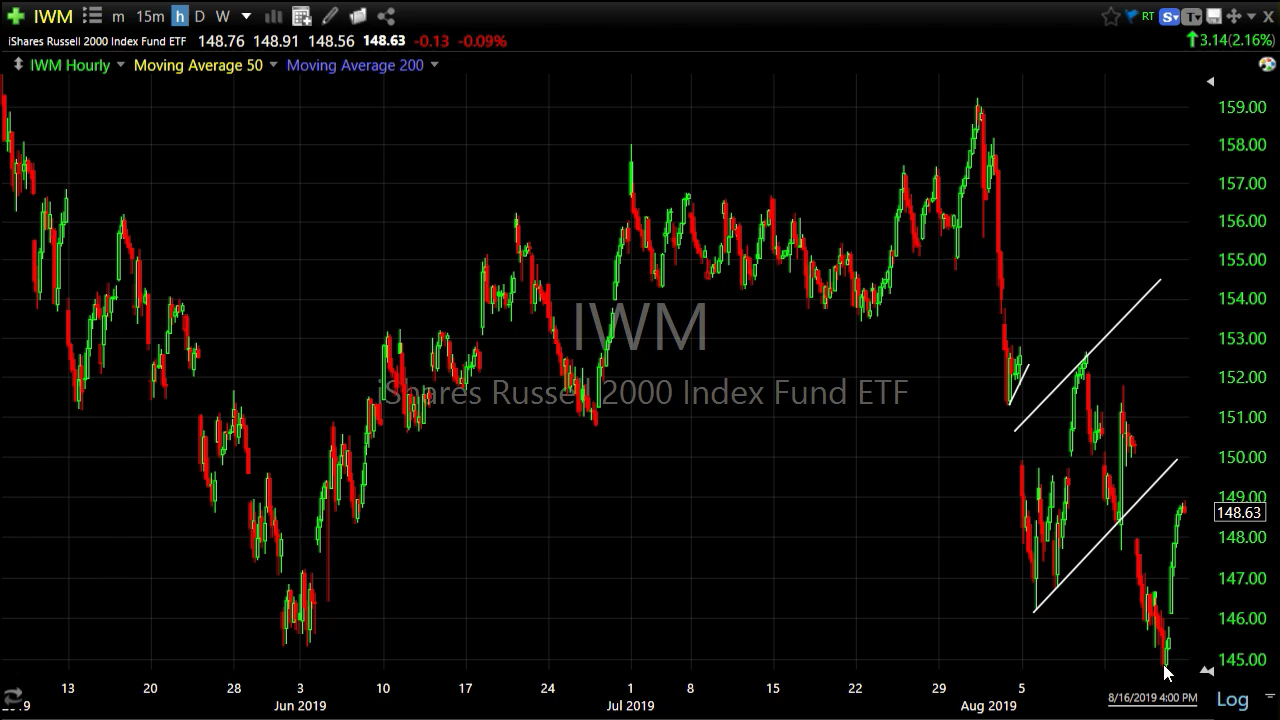 IWM m 15m h D W RT S T X
iShares Russell 2000 Index Fund ETF 148.76 148.91 148.56 148.63 -0.13 -0.09% 3.14(2.16%)
IWM Hourly Moving Average 50 Moving Average 200
159.00
158.00
157.00
156.00
155.00
154.00
153.00
152.00
151.00
150.00
149.00
148.63
148.00
147.00
146.00
145.00
IWM
iShares Russell 2000 Index Fund ETF
13 20 28 3 10 17 24 1 8 15 22 29 5
2019 Jun 2019 Jul 2019 Aug 2019 8/16/2019 4:00 PM Log